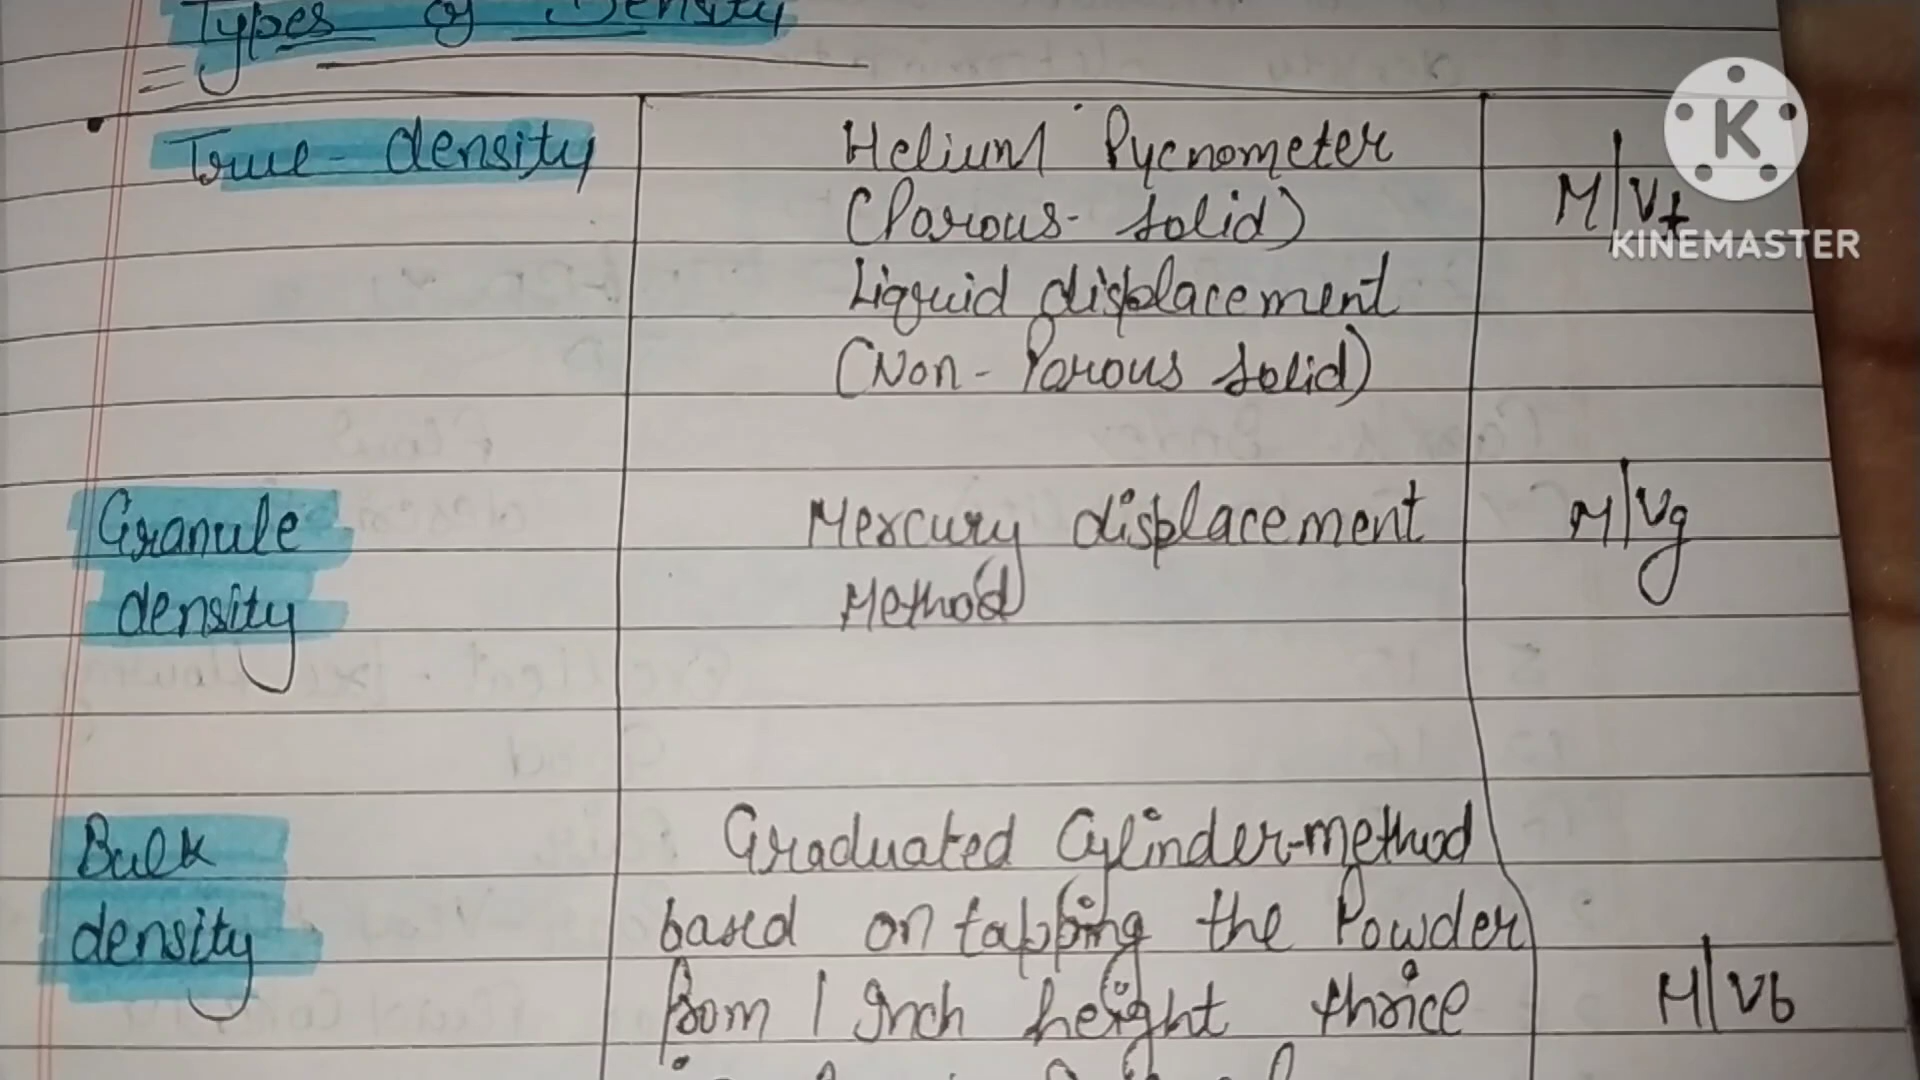 Types of Density
True-density
Helium Pycnometer
(Porous-solid)
M/Vt
Liquid displacement
(Non-Porous solid)
Granule
density
Mercury displacement
Method
M/Vg
Bulk
density
Graduated Cylinder-method
based on tapping the Powder
from 1 Inch height thrice
M/Vb
K
KINEMASTER